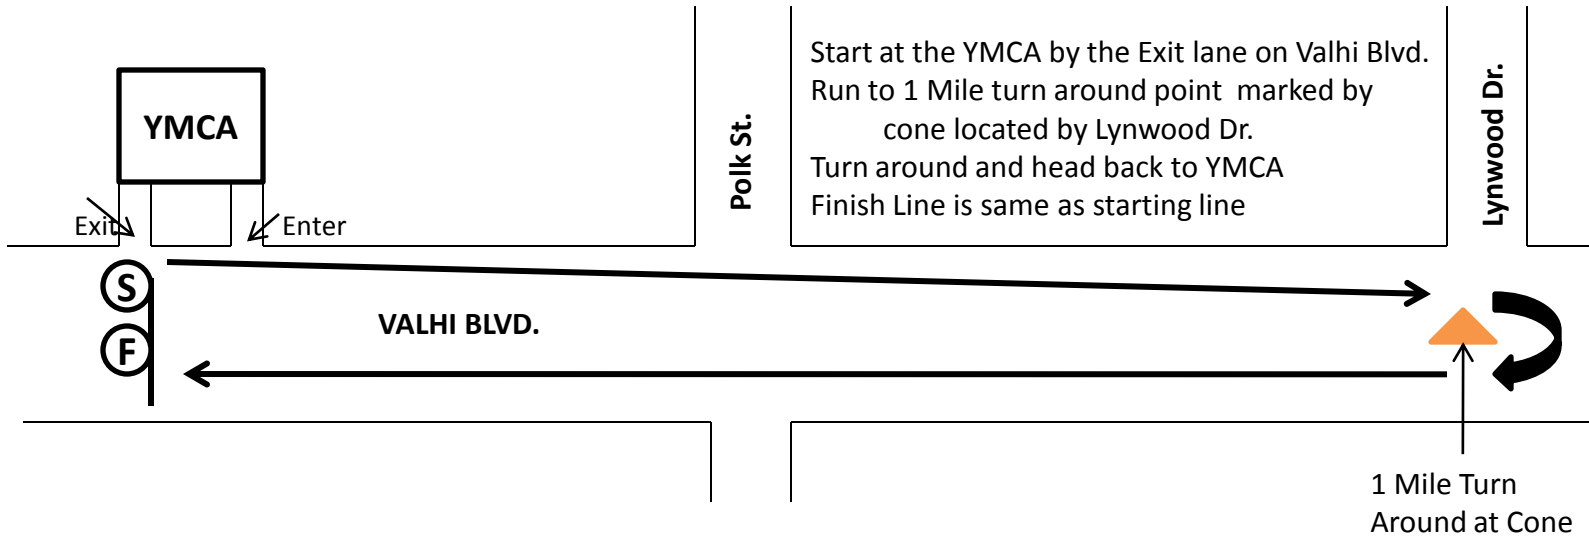 Start at the YMCA by the Exit lane on Valhi Blvd.
Run to 1 Mile turn around point marked by
cone located by Lynwood Dr.
Turn around and head back to YMCA
Finish Line is same as starting line
YMCA
Polk St.
Lynwood Dr.
Exit
Enter
S
F
VALHI BLVD.
1 Mile Turn
Around at Cone